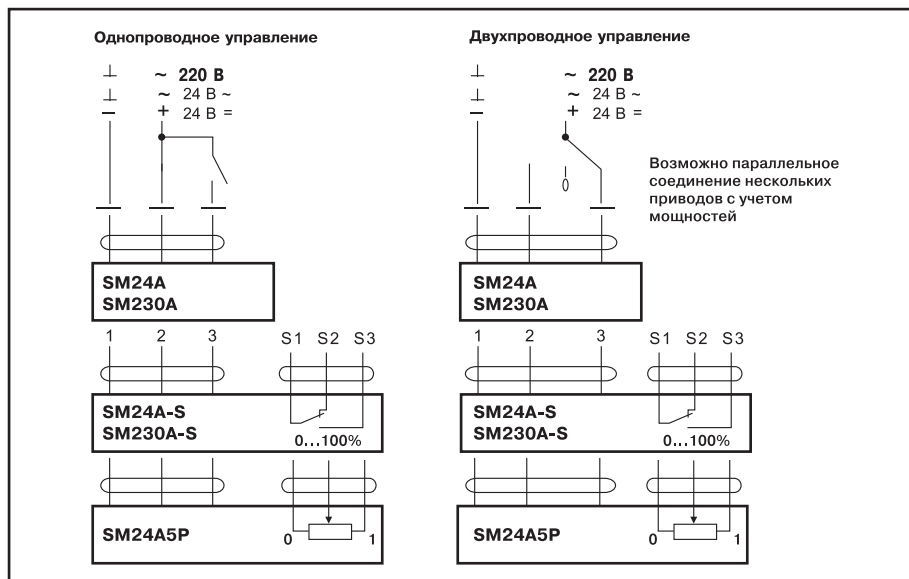 Однопроводное управление
~ 220 В
~ 24 В ~
+ 24 В =
SM24A
SM230A
1 2 3 S1 S2 S3
SM24A-S
SM230A-S
0...100%
SM24A5P
0 1
Двухпроводное управление
~ 220 В
~ 24 В ~
+ 24 В =
Возможно параллельное
соединение нескольких
приводов с учетом
мощностей
SM24A
SM230A
1 2 3 S1 S2 S3
SM24A-S
SM230A-S
0...100%
SM24A5P
0 1